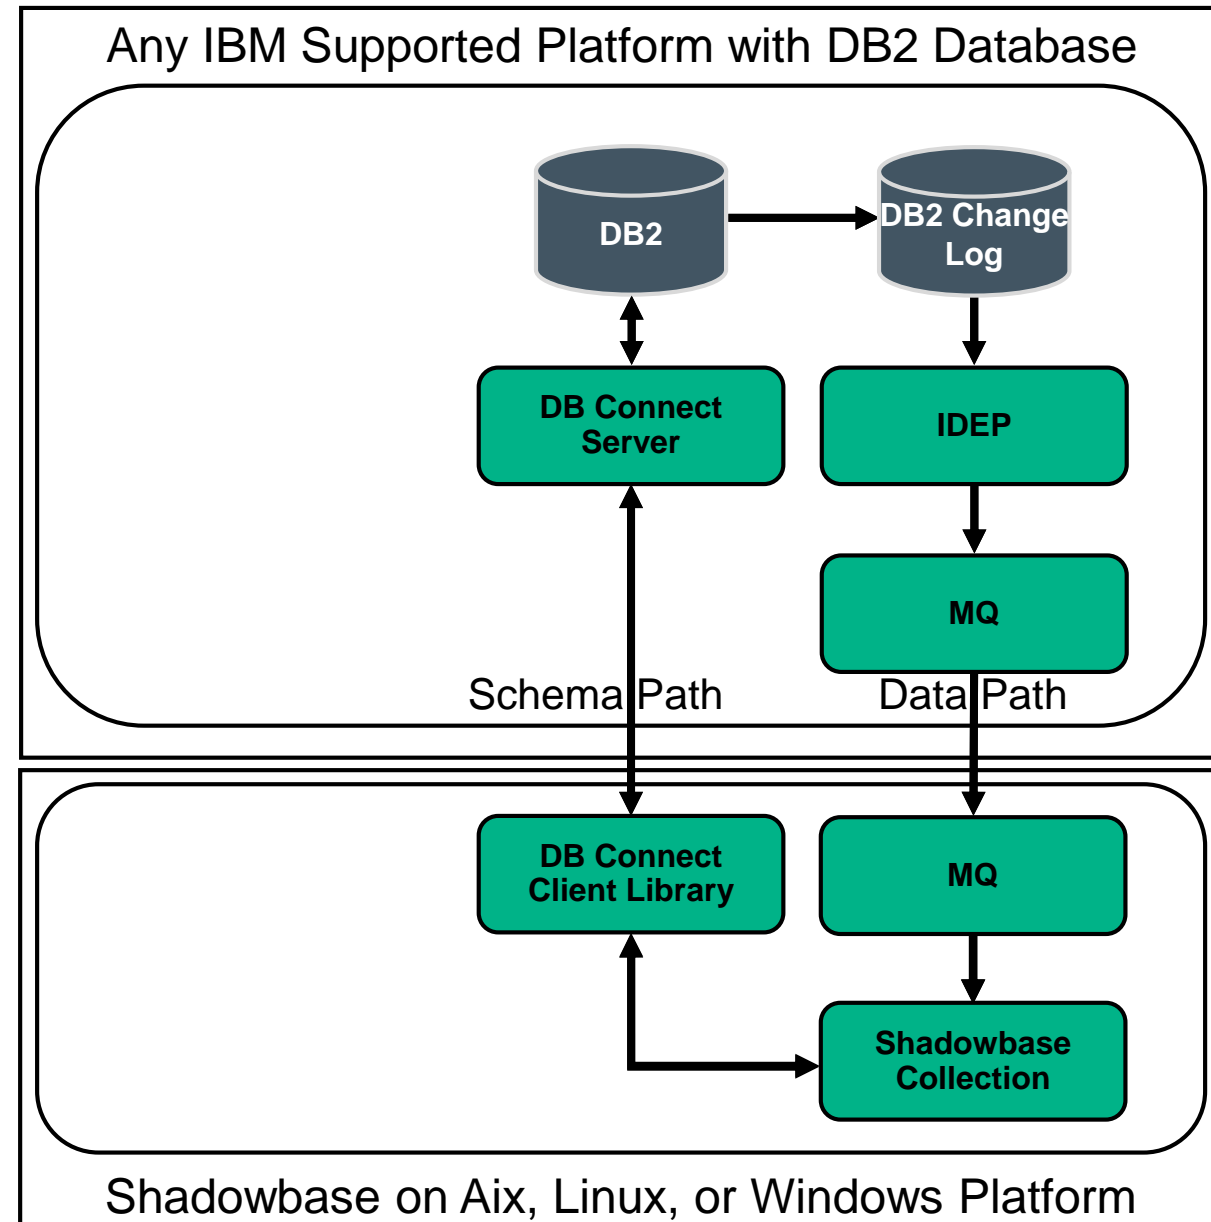 Any IBM Supported Platform with DB2 Database
DB2
DB2 Change
Log
DB Connect
Server
IDEP
MQ
Schema Path
Data Path
DB Connect
Client Library
MQ
Shadowbase
Collection
Shadowbase on Aix, Linux, or Windows Platform